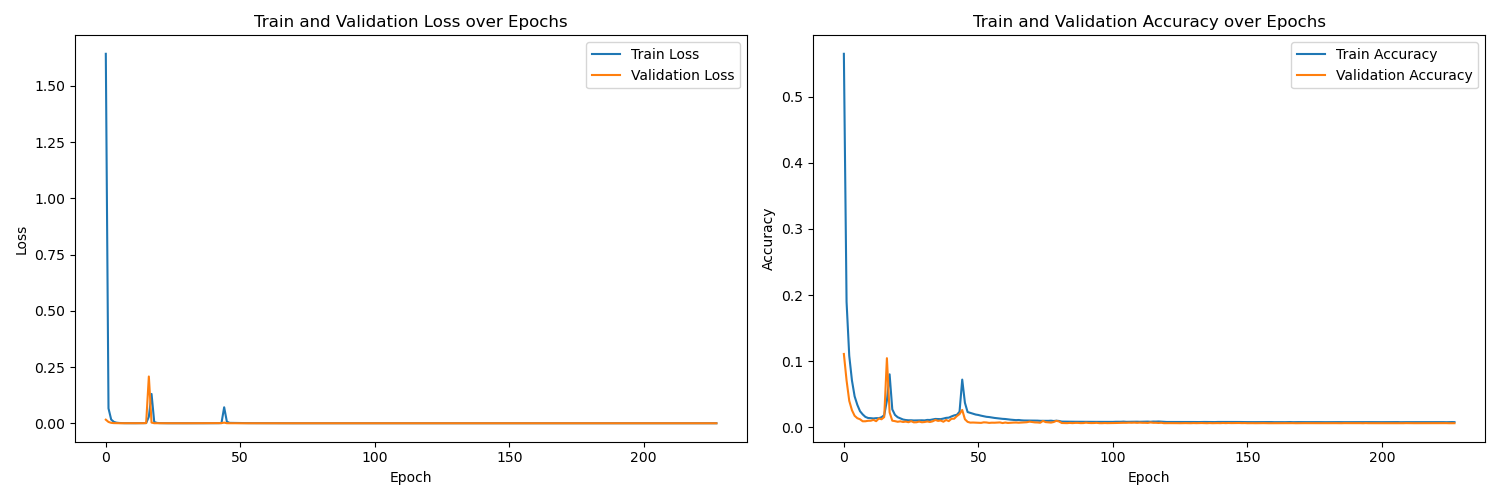 Train and Validation Loss over Epochs
Train Loss
Validation Loss
1.50
1.25
1.00
0.75
0.50
0.25
0.00
Loss
0
50
100
150
200
Epoch
Train and Validation Accuracy over Epochs
Train Accuracy
Validation Accuracy
0.5
0.4
0.3
0.2
0.1
0.0
Accuracy
0
50
100
150
200
Epoch